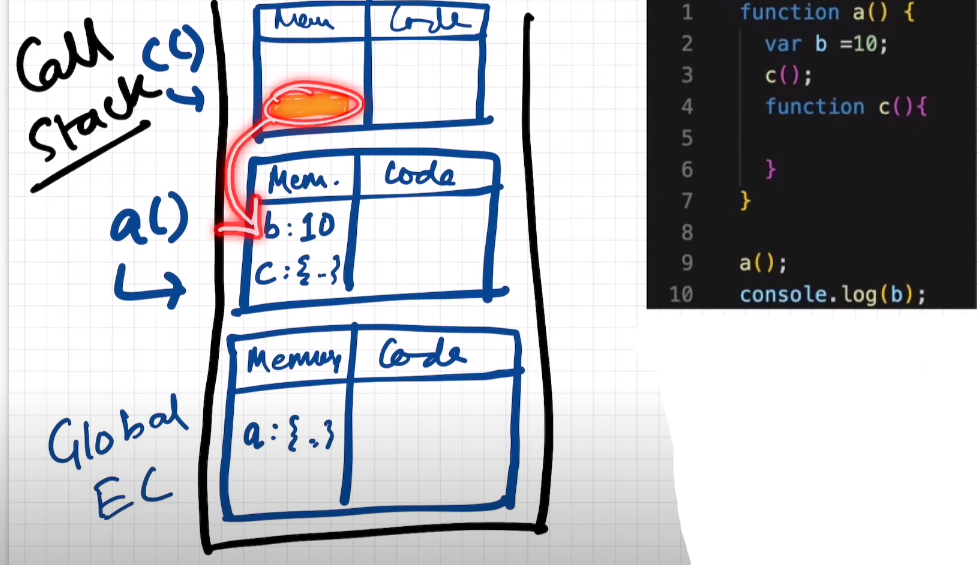 Call
Stack
c()
Mem
Code
a()
Mem.
Code
b:10
c:{-}
Global
EC
Memory
Code
a:{.}
1 function a() {
2 var b =10;
3 c();
4 function c(){
5
6 }
7 }
8
9 a();
10 console.log(b);